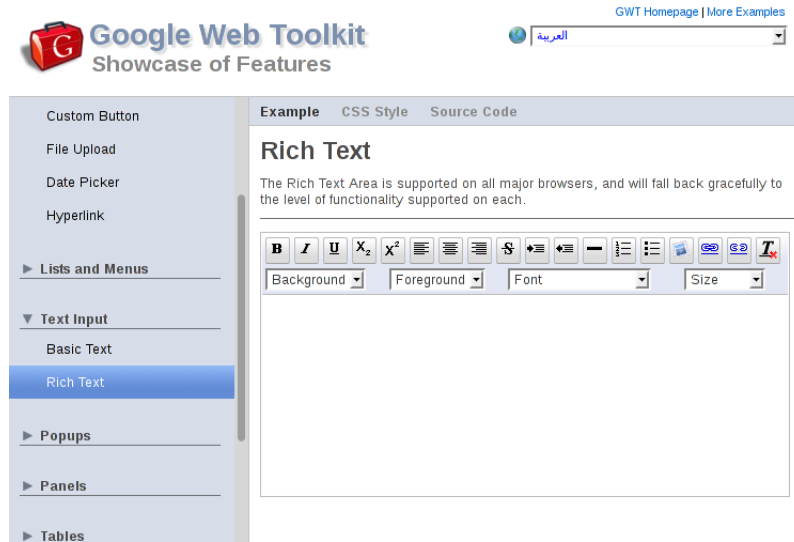 GWT Homepage | More Examples
Google Web Toolkit
Showcase of Features
العربية
Custom Button
File Upload
Date Picker
Hyperlink
Lists and Menus
Text Input
Basic Text
Rich Text
Popups
Panels
Tables
Example CSS Style Source Code
Rich Text
The Rich Text Area is supported on all major browsers, and will fall back gracefully to
the level of functionality supported on each.
B I U X₂ X² S T
Background Foreground Font Size